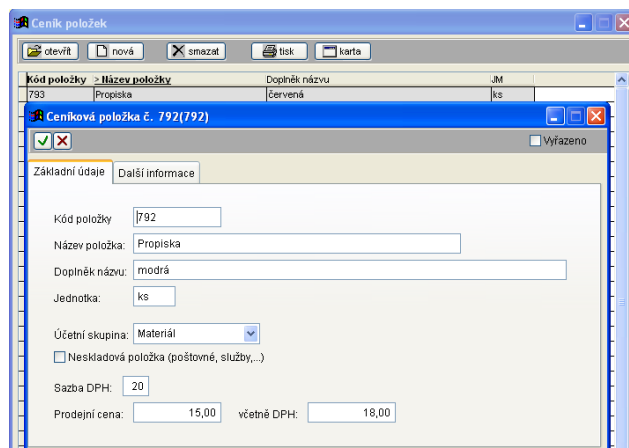 Ceník položek
otevřít nová smazat tisk karta
Kód položky > Název položky Doplněk názvu JM
793 Propiska červená ks
Ceníková položka č. 792(792)
Vyřazeno
Základní údaje Další informace
Kód položky 792
Název položka: Propiska
Doplněk názvu: modrá
Jednotka: ks
Účetní skupina: Materiál
Neskladová položka (poštovné, služby,...)
Sazba DPH: 20
Prodejní cena: 15,00 včetně DPH: 18,00